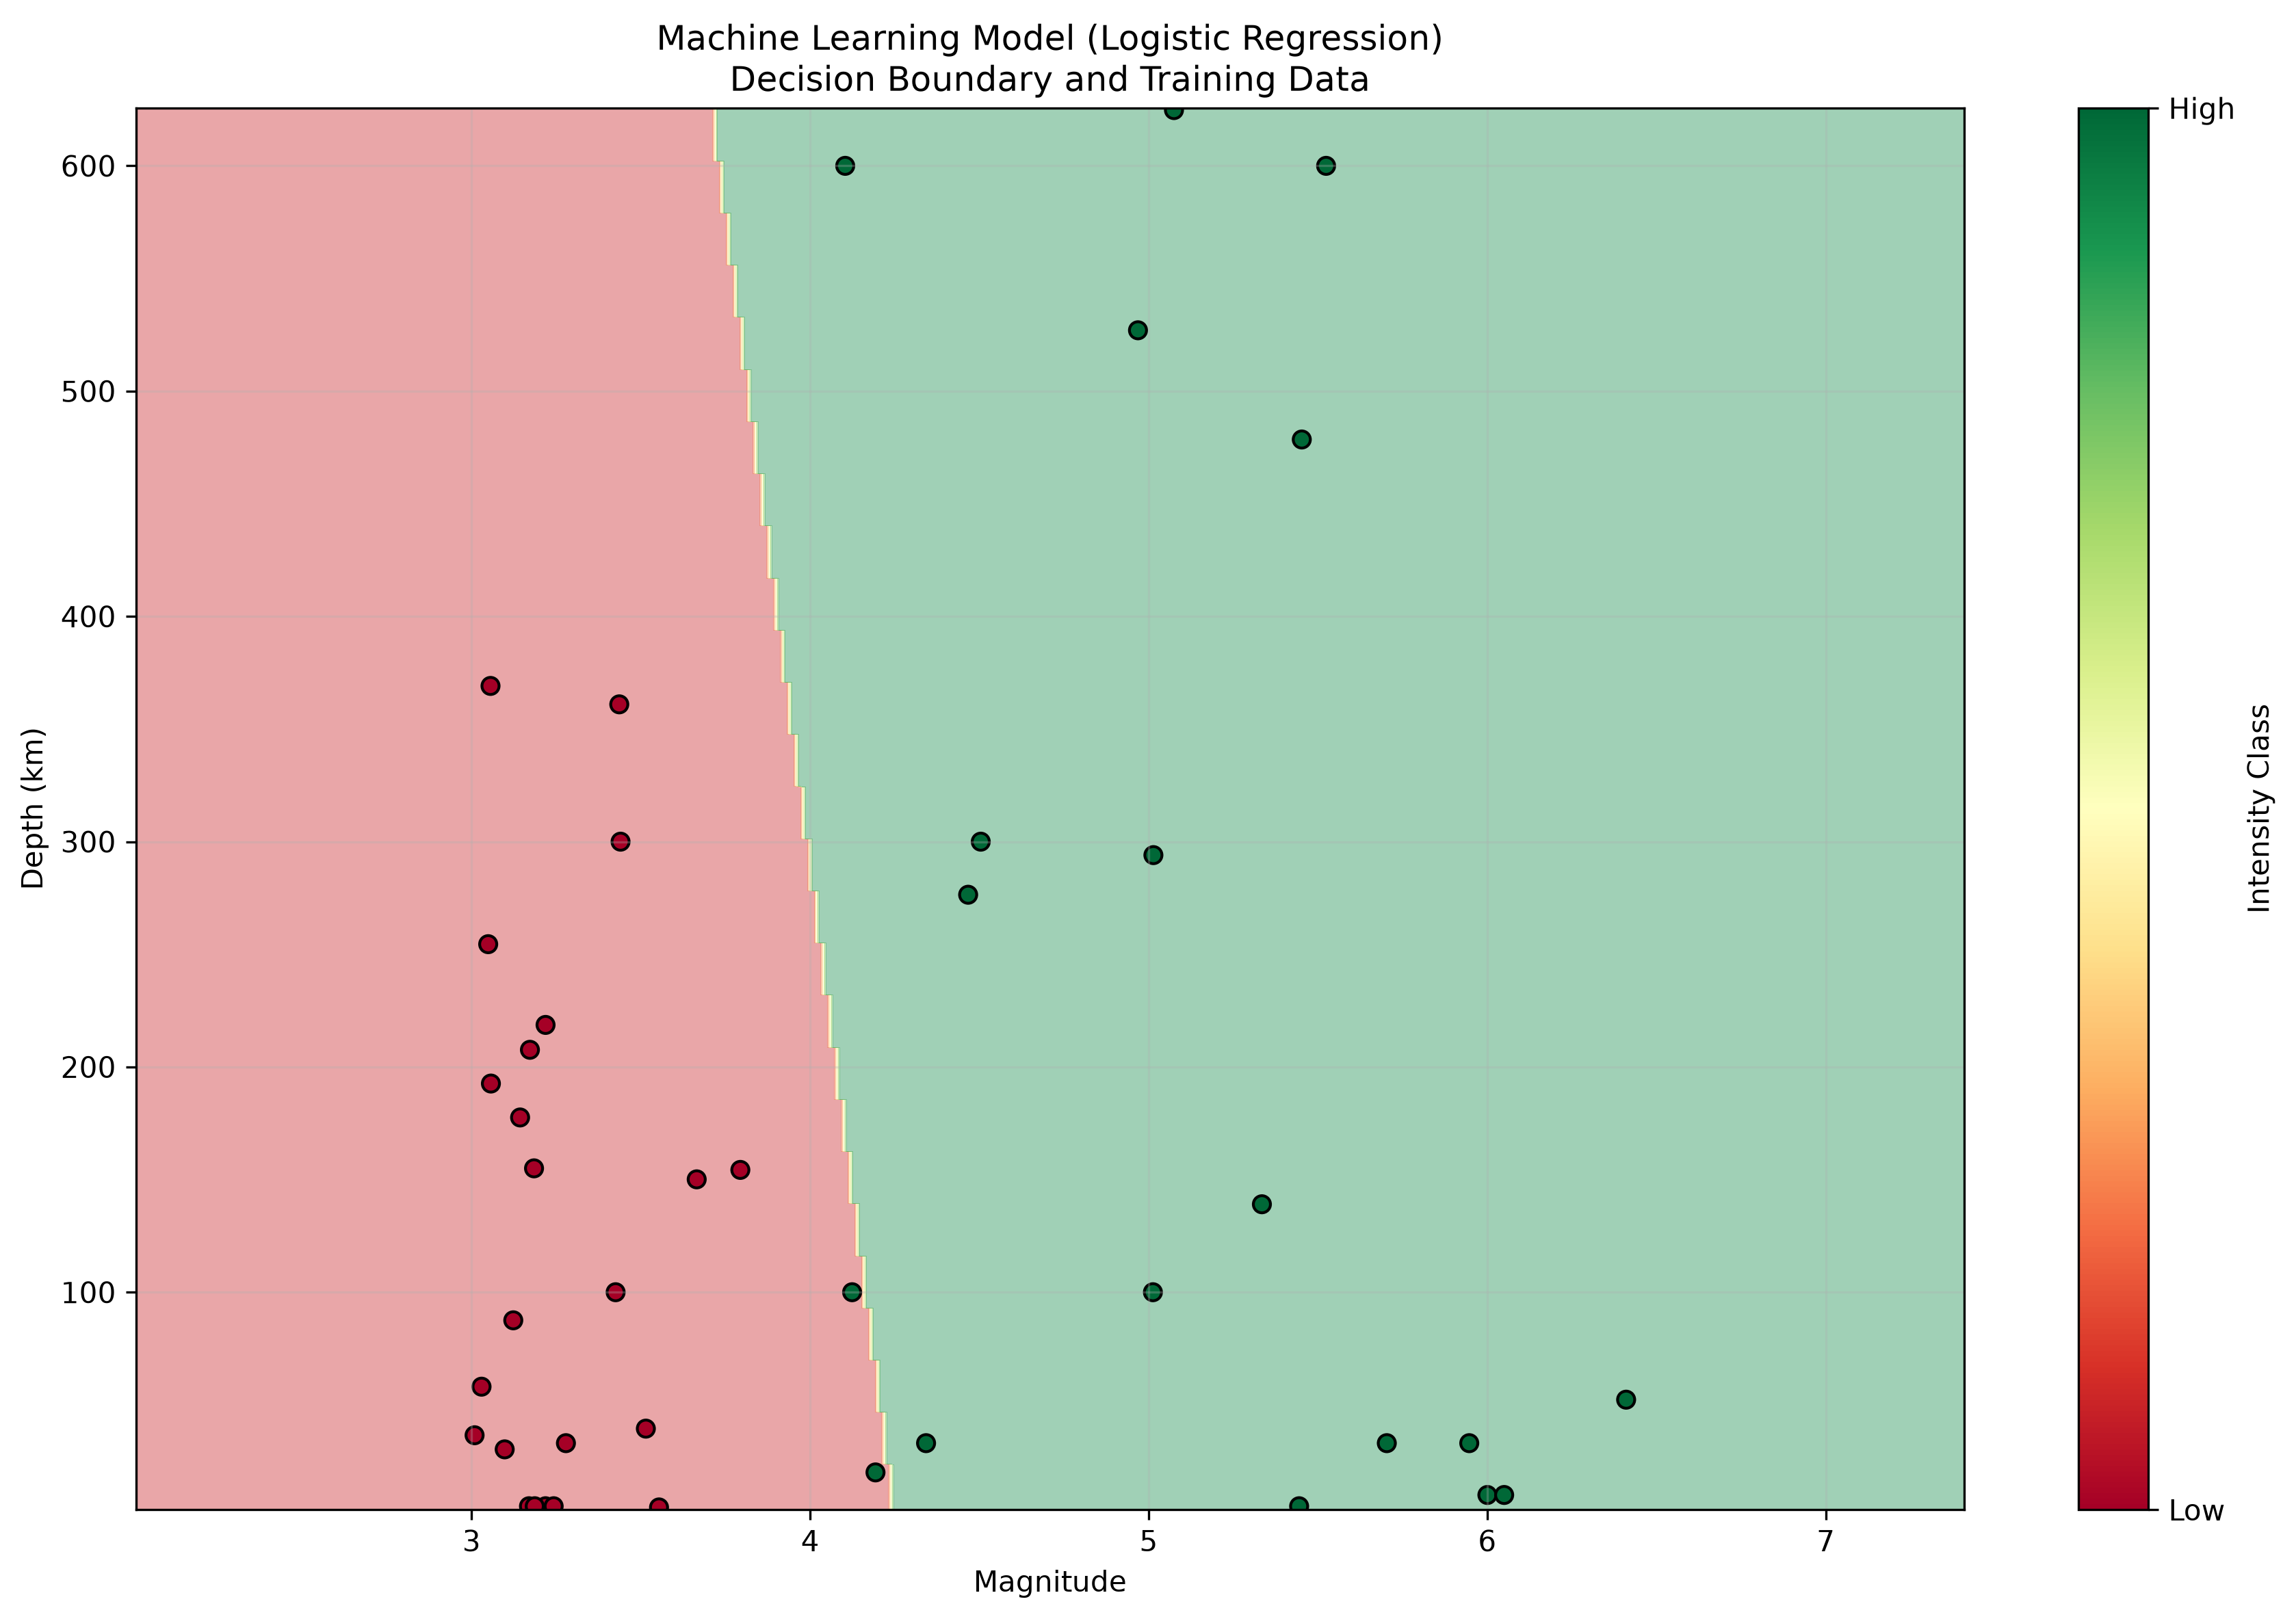 Machine Learning Model (Logistic Regression)
Decision Boundary and Training Data
High
600
500
400
300
200
100
Depth (km)
Intensity Class
Low
3 4 5 6 7
Magnitude